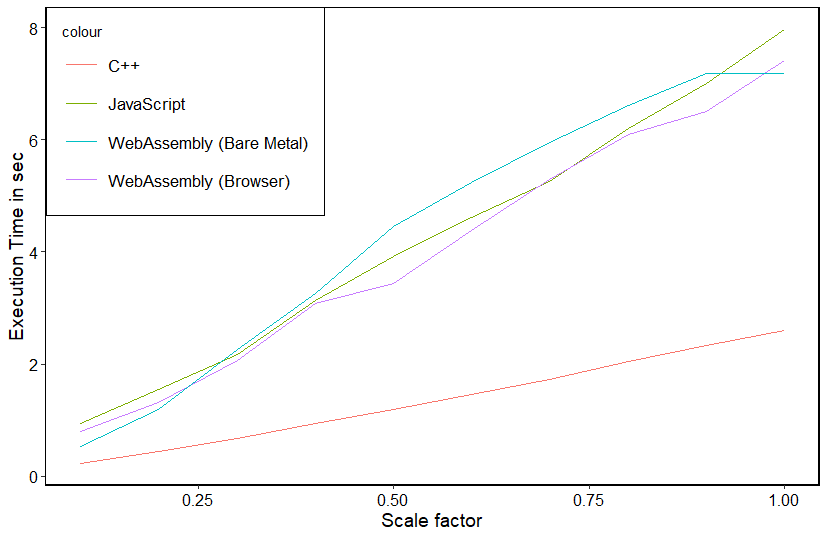 colour
C++
JavaScript
WebAssembly (Bare Metal)
WebAssembly (Browser)
8
6
4
2
0
Execution Time in sec
0.25 0.50 0.75 1.00
Scale factor